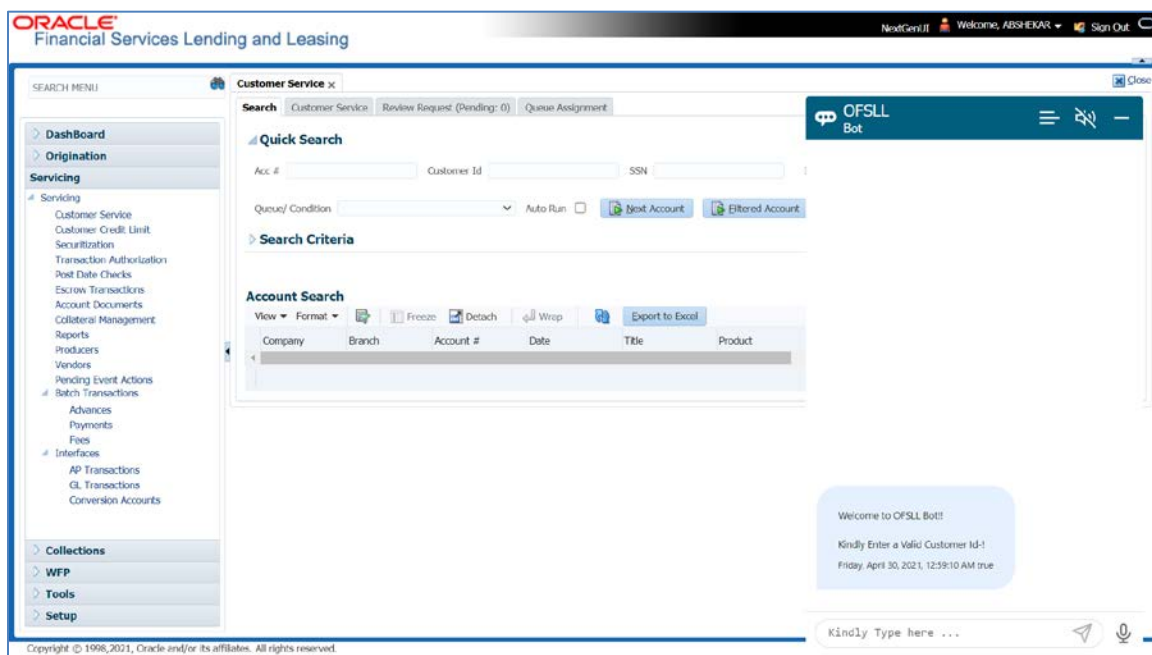 ORACLE
Financial Services Lending and Leasing
NextGenUI Welcome, ABSHEKAR Sign Out
SEARCH MENU
DashBoard
Origination
Servicing
Servicing
Customer Service
Customer Credit Limit
Securitization
Transaction Authorization
Post Date Checks
Escrow Transactions
Account Documents
Collateral Management
Reports
Producers
Vendors
Pending Event Actions
Batch Transactions
Advances
Payments
Fees
Interfaces
AP Transactions
GL Transactions
Conversion Accounts
Collections
WFP
Tools
Setup
Customer Service x
Close
Search Customer Service Review Request (Pending: 0) Queue Assignment
Quick Search
Acc # Customer Id SSN
Queue/ Condition Auto Run Next Account Filtered Account
Search Criteria
Account Search
View Format Freeze Detach Wrap Export to Excel
Company Branch Account # Date Title Product
OFSLL
Bot
Welcome to OFSLL Bot!!
Kindly Enter a Valid Customer Id-!
Friday, April 30, 2021, 12:59:10 AM true
Kindly Type here ...
Copyright © 1998,2021, Oracle and/or its affiliates. All rights reserved.